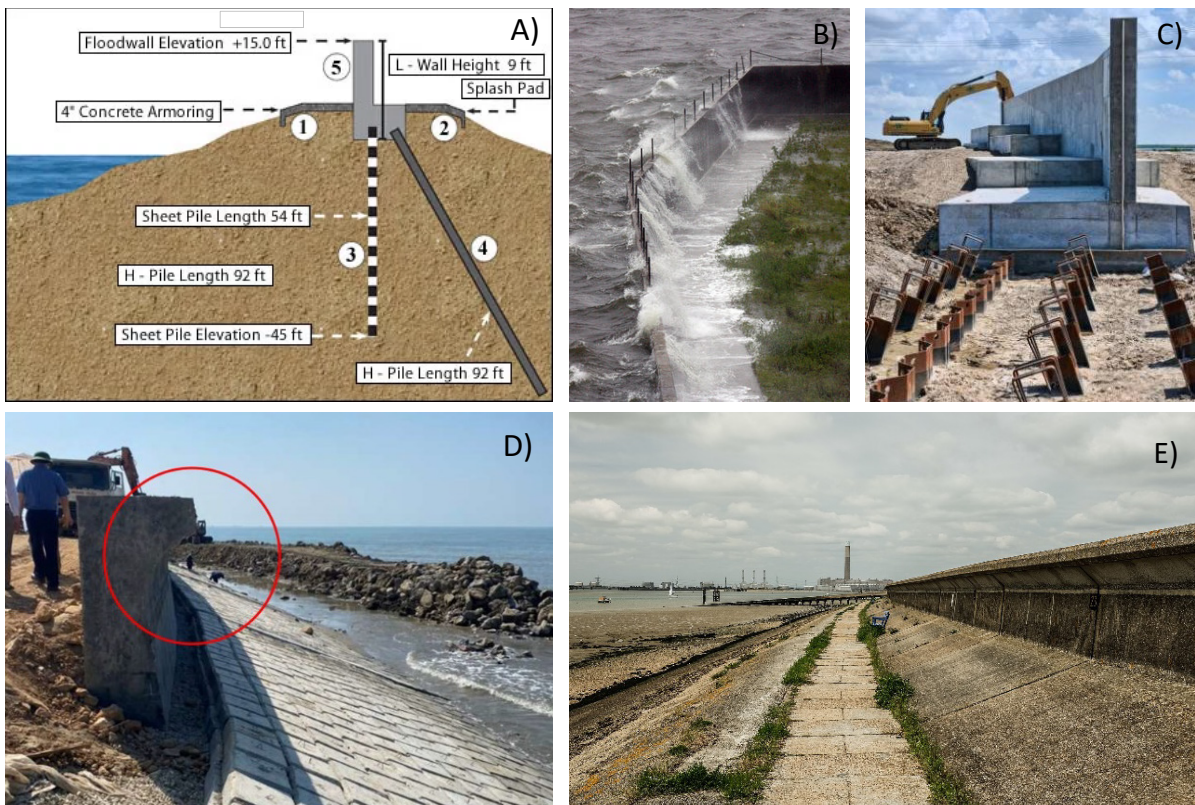 A)
Floodwall Elevation +15.0 ft
5
L - Wall Height 9 ft
Splash Pad
4" Concrete Armoring
1
2
Sheet Pile Length 54 ft
3
4
H - Pile Length 92 ft
Sheet Pile Elevation -45 ft
H - Pile Length 92 ft
B)
C)
D)
E)